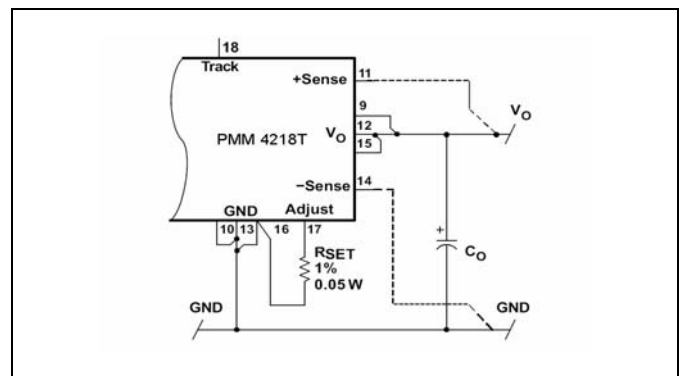 18
Track
+Sense
11
9
PMM 4218T
VO
12
15
VO
−Sense
14
GND
Adjust
10
13
16
17
RSET
1%
0.05 W
+
CO
GND
GND